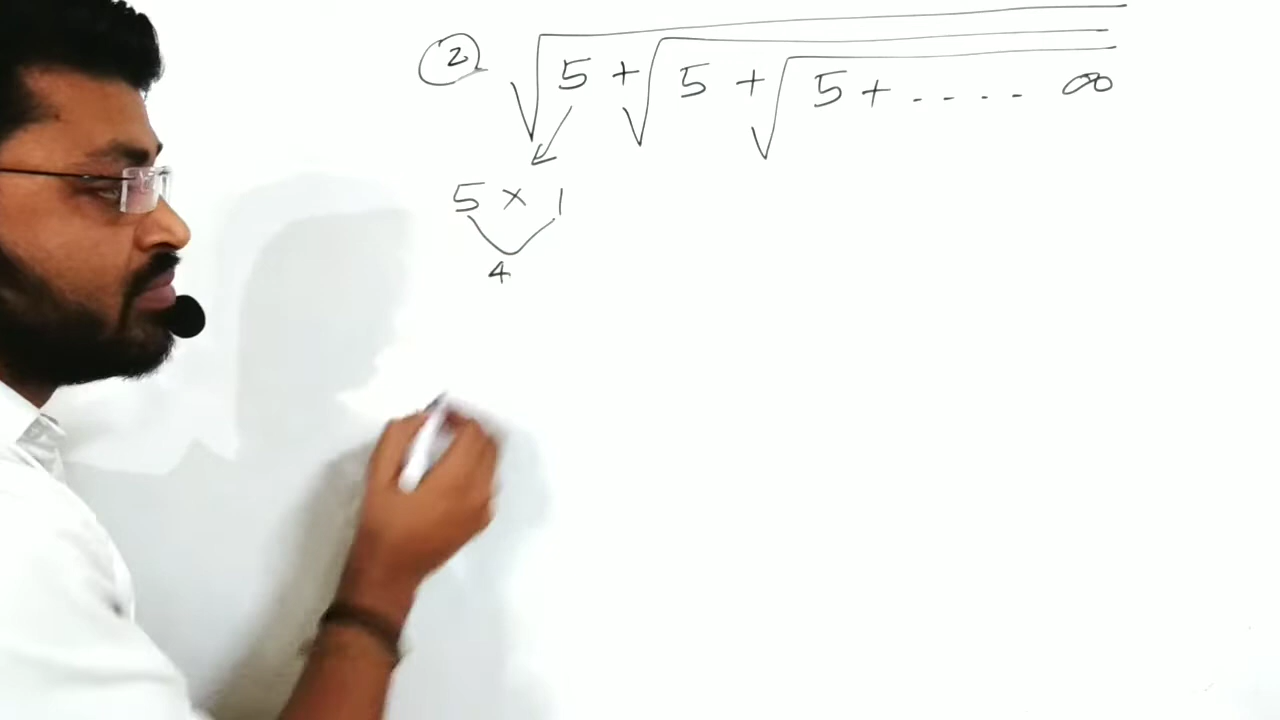 ② √5 + √5 + √5 + .... ∞
5 × 1
4